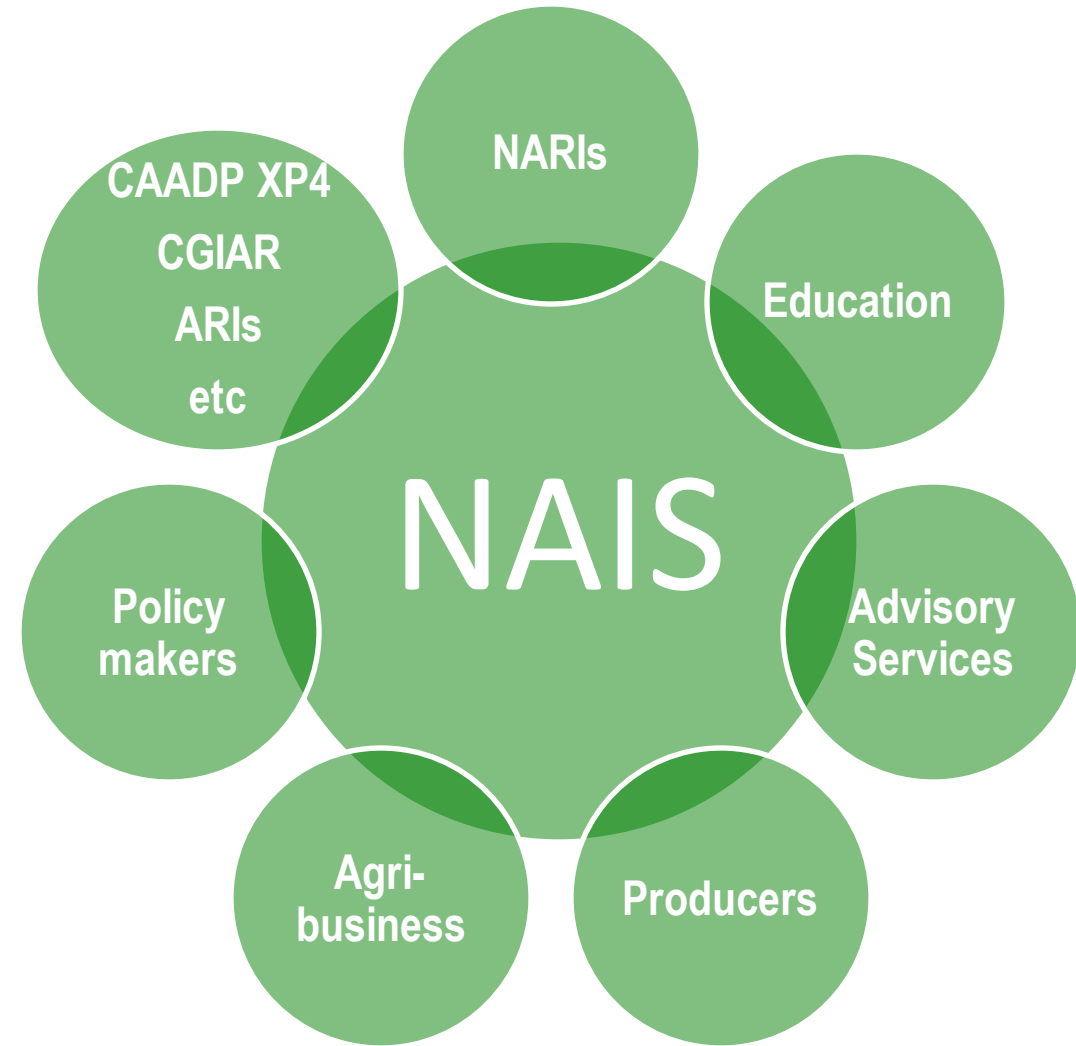 NARIs
CAADP XP4
CGIAR
ARIs
etc
Education
NAIS
Policy
makers
Advisory
Services
Agri-
business
Producers